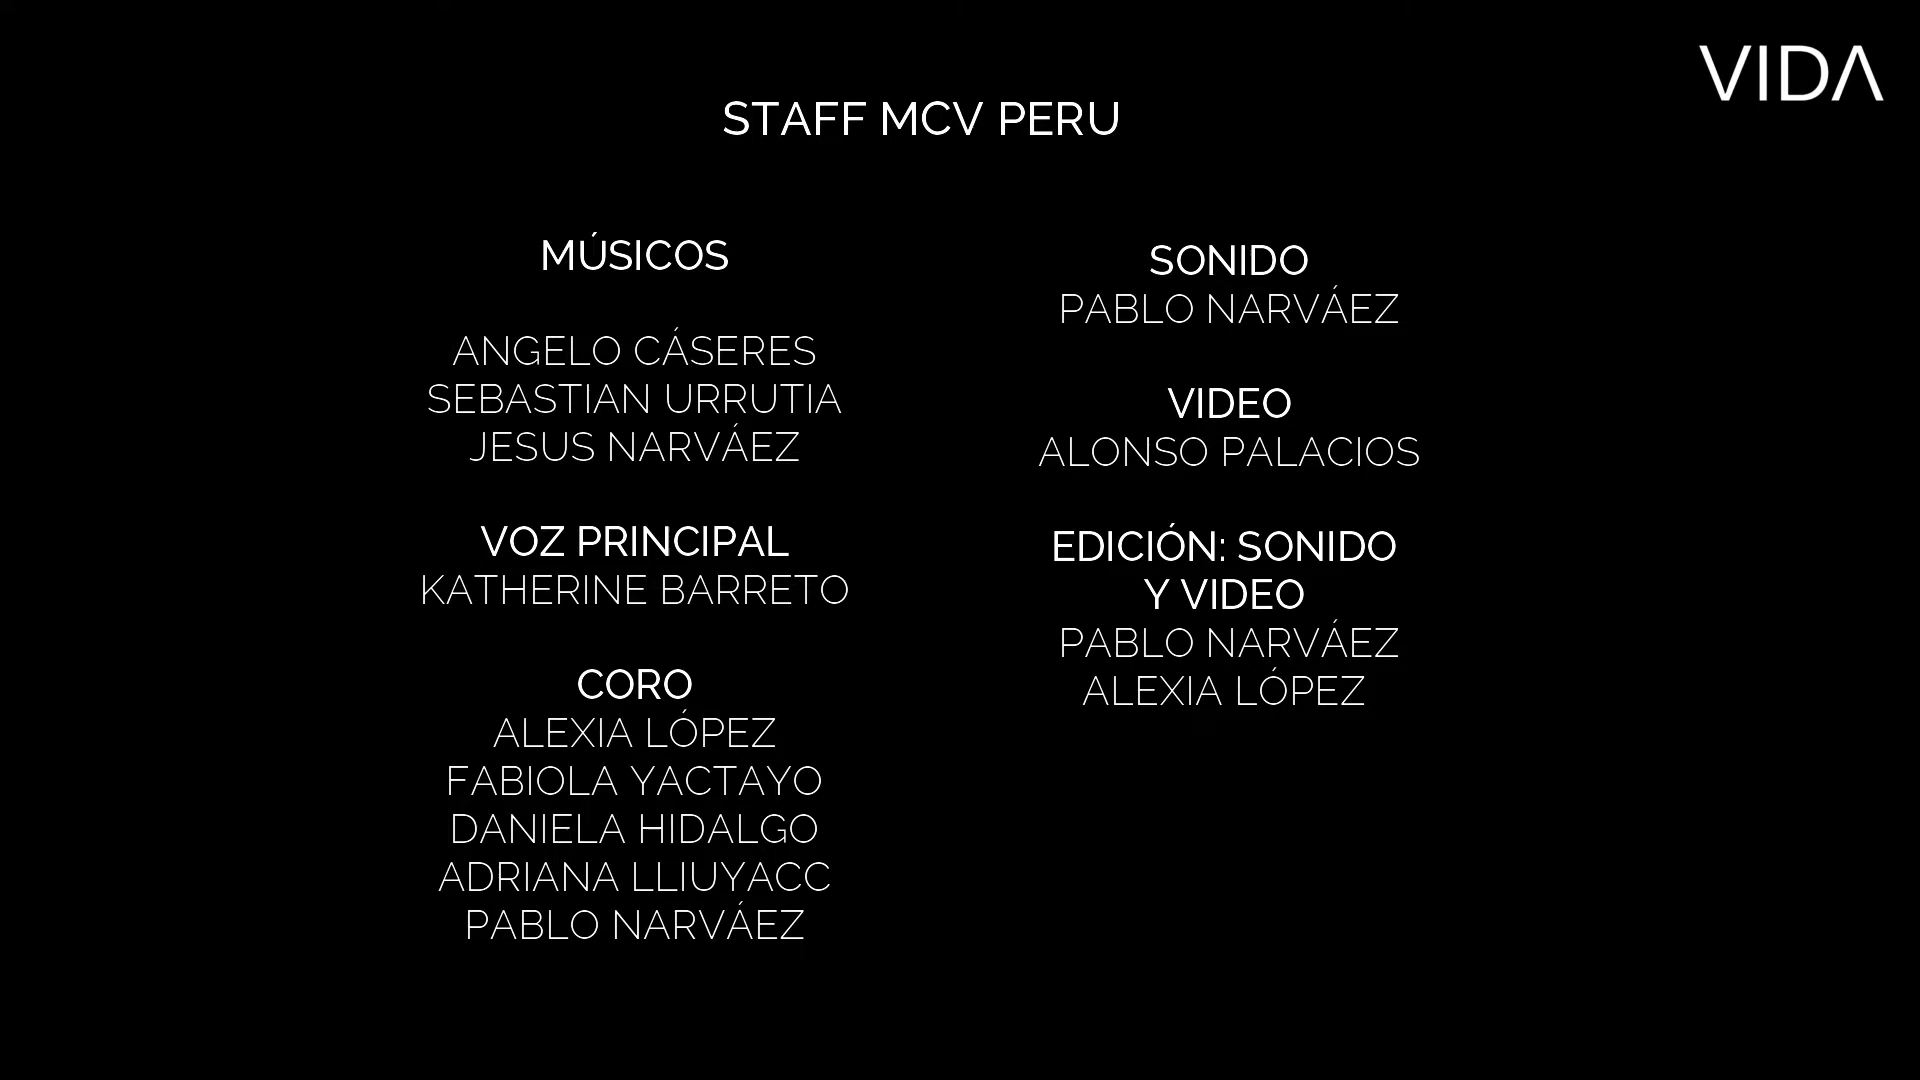 VIDA
STAFF MCV PERU
MÚSICOS
ANGELO CÁSERES
SEBASTIAN URRUTIA
JESUS NARVÁEZ
VOZ PRINCIPAL
KATHERINE BARRETO
CORO
ALEXIA LÓPEZ
FABIOLA YACTAYO
DANIELA HIDALGO
ADRIANA LLIUYACC
PABLO NARVÁEZ
SONIDO
PABLO NARVÁEZ
VIDEO
ALONSO PALACIOS
EDICIÓN: SONIDO
Y VIDEO
PABLO NARVÁEZ
ALEXIA LÓPEZ